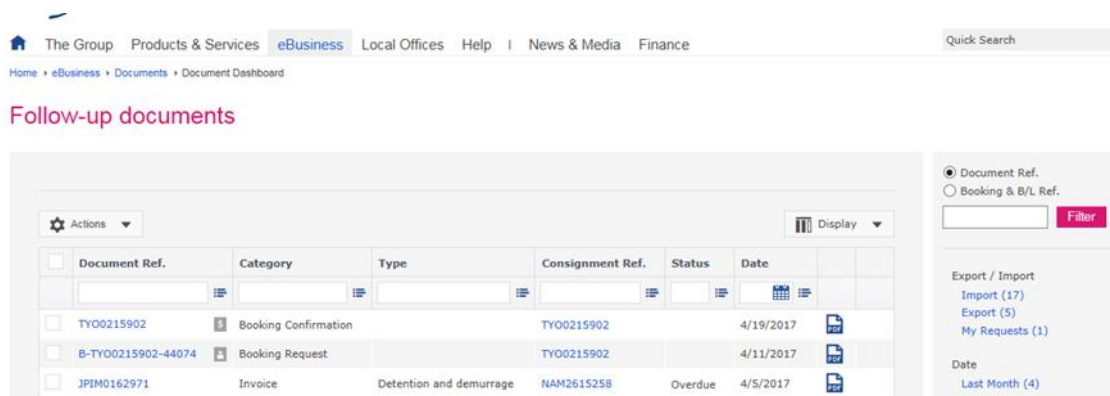 The Group Products & Services eBusiness Local Offices Help | News & Media Finance
Quick Search
Home › eBusiness › Documents › Document Dashboard
Follow-up documents
Document Ref.
Booking & B/L Ref.
Filter
Actions
Display
Document Ref. Category Type Consignment Ref. Status Date
TYO0215902 $ Booking Confirmation TYO0215902 4/19/2017 PDF
B-TYO0215902-44074 Booking Request TYO0215902 4/11/2017 PDF
JPIM0162971 Invoice Detention and demurrage NAM2615258 Overdue 4/5/2017 PDF
Export / Import
Import (17)
Export (5)
My Requests (1)
Date
Last Month (4)